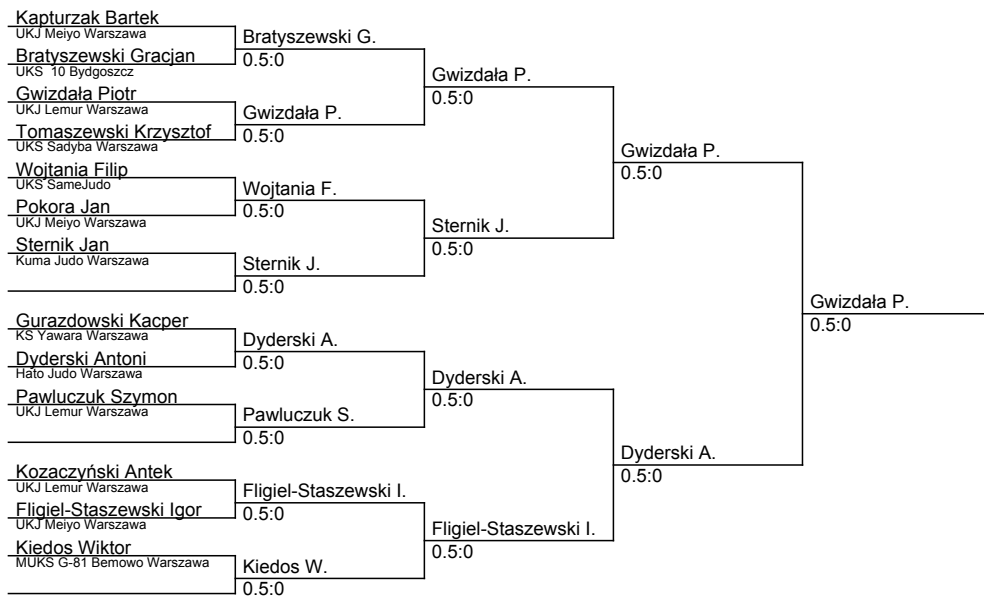 Kapturzak Bartek
UKJ Meiyo Warszawa
Bratyszewski Gracjan
UKS 10 Bydgoszcz
Gwizdała Piotr
UKJ Lemur Warszawa
Tomaszewski Krzysztof
UKS Sadyba Warszawa
Wojtania Filip
UKS SameJudo
Pokora Jan
UKJ Meiyo Warszawa
Sternik Jan
Kuma Judo Warszawa
Gurazdowski Kacper
KS Yawara Warszawa
Dyderski Antoni
Hato Judo Warszawa
Pawluczuk Szymon
UKJ Lemur Warszawa
Kozaczyński Antek
UKJ Lemur Warszawa
Fligiel-Staszewski Igor
UKJ Meiyo Warszawa
Kiedos Wiktor
MUKS G-81 Bemowo Warszawa
Bratyszewski G.
0.5:0
Gwizdała P.
0.5:0
Wojtania F.
0.5:0
Sternik J.
0.5:0
Dyderski A.
0.5:0
Pawluczuk S.
0.5:0
Fligiel-Staszewski I.
0.5:0
Kiedos W.
0.5:0
Gwizdała P.
0.5:0
Sternik J.
0.5:0
Dyderski A.
0.5:0
Fligiel-Staszewski I.
0.5:0
Gwizdała P.
0.5:0
Dyderski A.
0.5:0
Gwizdała P.
0.5:0